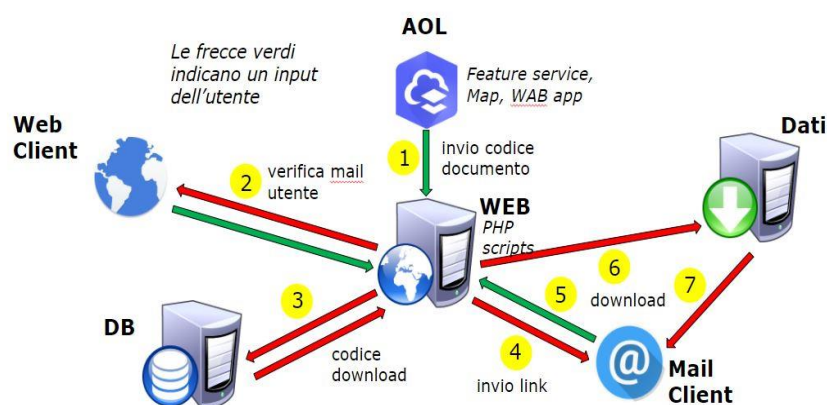 AOL
Le frecce verdi
indicano un input
dell'utente
Feature service,
Map, WAB app
Web
Client
Dati
1
invio codice
documento
2
verifica mail
utente
WEB
PHP
scripts
3
6
5
download
7
DB
codice
download
4
invio link
@
Mail
Client